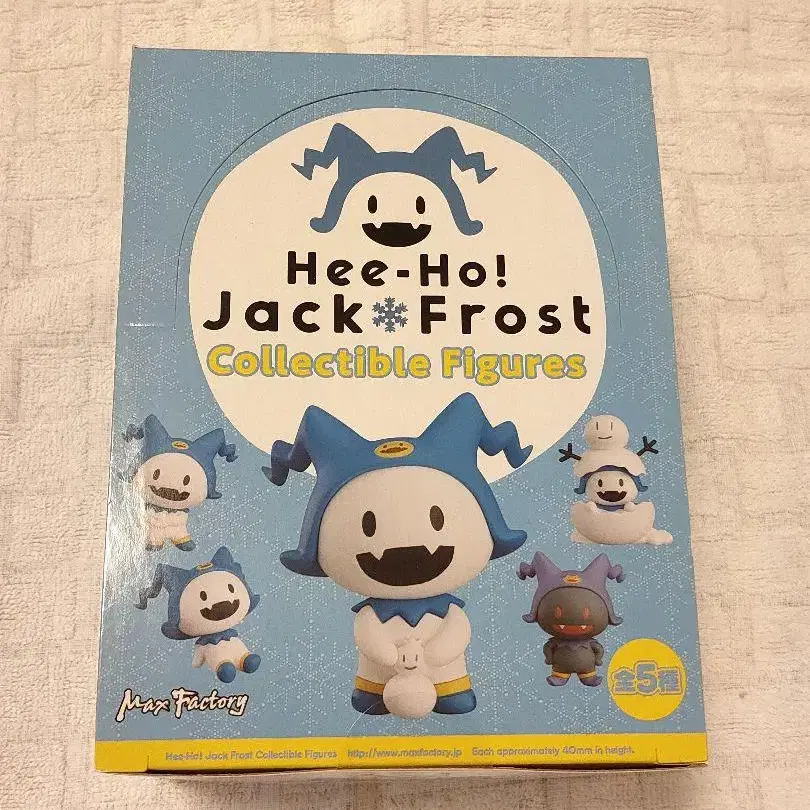 Hee-Ho!
Jack Frost
Collectible Figures
全5種
Max Factory
Hee-Ho! Jack Frost Collectible Figures http://www.maxfactory.jp Each approximately 40mm in height.